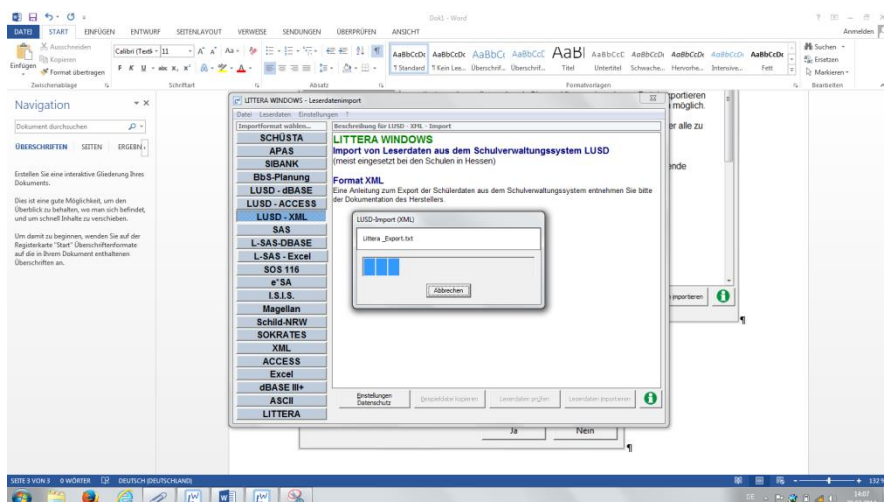 Dok1 - Word
Anmelden
DATEI START EINFÜGEN ENTWURF SEITENLAYOUT VERWEISE SENDUNGEN ÜBERPRÜFEN ANSICHT
Ausschneiden
Kopieren
Format übertragen
Einfügen
Zwischenablage
Calibri (Textk 11
F K U abc x, x²
Schriftart
Absatz
AaBbCcDc AaBbCcDc AaBbCc AaBbCcC AaBl AaBbCcC AaBbCcDc AaBbCcDc AaBbCcDc AaBbCcDc
¶ Standard ¶ Kein Lee... Überschrif... Überschrif... Titel Untertitel Schwache... Hervorhe... Intensive... Fett
Formatvorlagen
Suchen
Ersetzen
Markieren
Bearbeiten
Navigation
Dokument durchsuchen
ÜBERSCHRIFTEN SEITEN ERGEBN
Erstellen Sie eine interaktive Gliederung Ihres
Dokuments.
Dies ist eine gute Möglichkeit, um den
Überblick zu behalten, wo man sich befindet,
und um schnell Inhalte zu verschieben.
Um damit zu beginnen, wenden Sie auf der
Registerkarte "Start" Überschriftenformate
auf die in Ihrem Dokument enthaltenen
Überschriften an.
LITTERA WINDOWS - Leserdatenimport
Datei Leserdaten Einstellungen ?
Importformat wählen...
SCHÜSTA
APAS
SIBANK
BbS-Planung
LUSD - dBASE
LUSD - ACCESS
LUSD - XML
SAS
L-SAS-DBASE
L-SAS - Excel
SOS 116
e*SA
I.S.I.S.
Magellan
Schild-NRW
SOKRATES
XML
ACCESS
Excel
dBASE III+
ASCII
LITTERA
Beschreibung für LUSD - XML - Import
LITTERA WINDOWS
Import von Leserdaten aus dem Schulverwaltungssystem LUSD
(meist eingesetzt bei den Schulen in Hessen)
Format XML
Eine Anleitung zum Export der Schülerdaten aus dem Schulverwaltungssystem entnehmen Sie bitte
der Dokumentation des Herstellers.
LUSD-Import (XML)
Littera _Export.txt
Abbrechen
Einstellungen
Datenschutz
Beispieldatei kopieren
Leserdaten prüfen
Leserdaten importieren
portieren
möglich.
er alle zu
ende
importieren
Ja Nein
SEITE 3 VON 3 0 WÖRTER DEUTSCH (DEUTSCHLAND)
132 %
DE
14:07